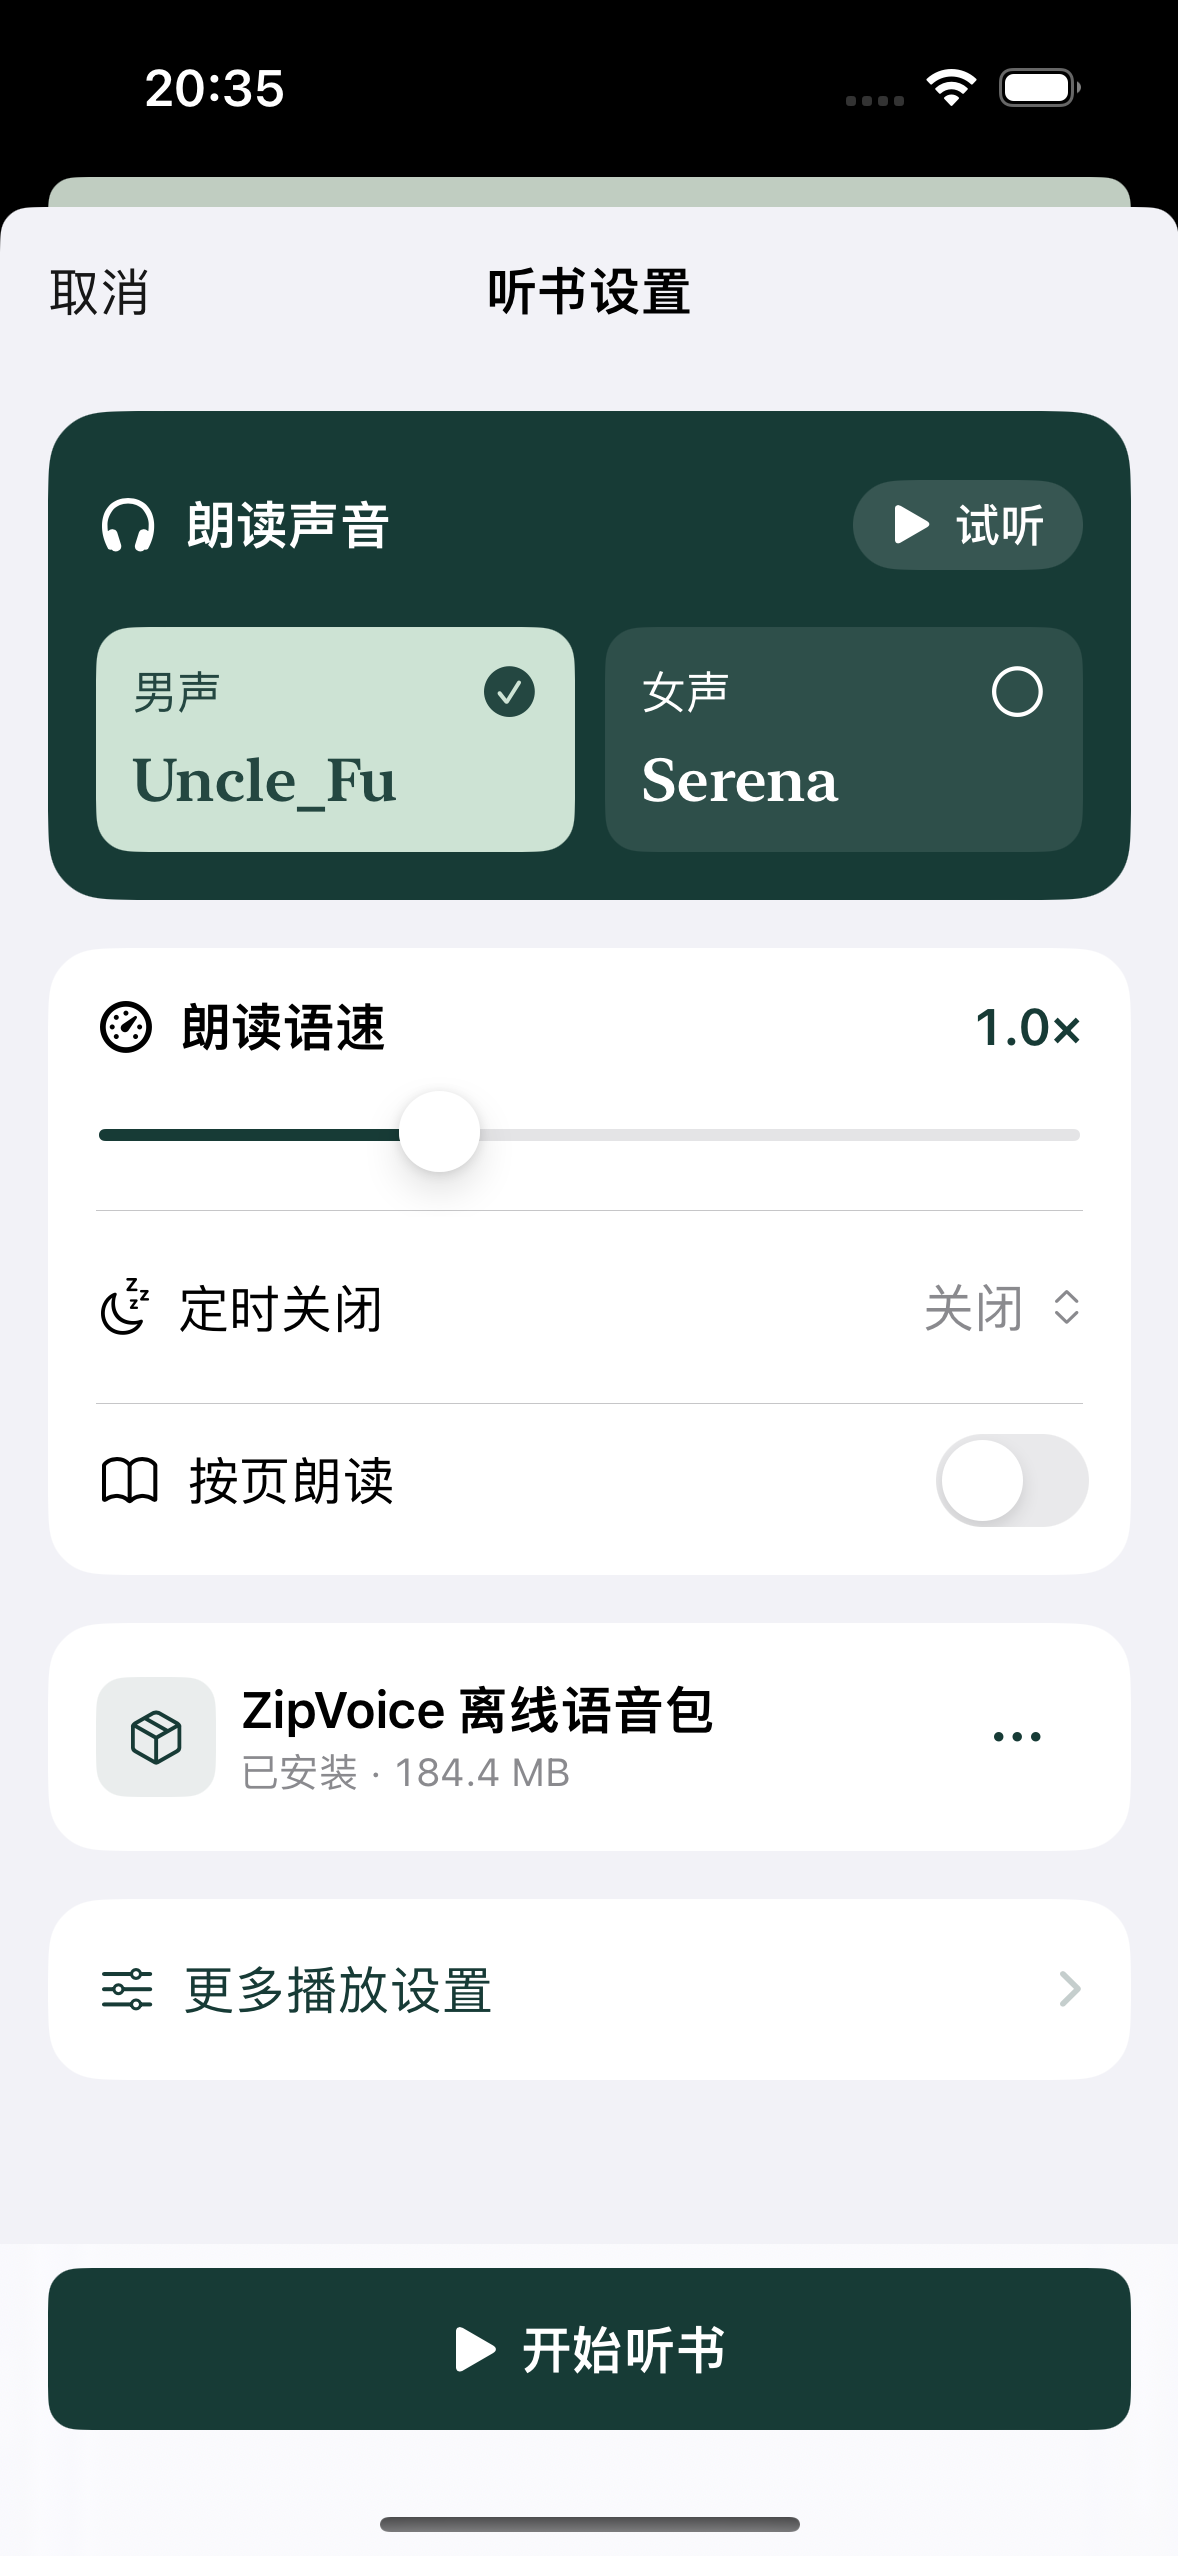 20:35
取消
听书设置
朗读声音
试听
男声
Uncle_Fu
女声
Serena
朗读语速
1.0×
定时关闭
关闭
按页朗读
ZipVoice 离线语音包
已安装 · 184.4 MB
更多播放设置
开始听书